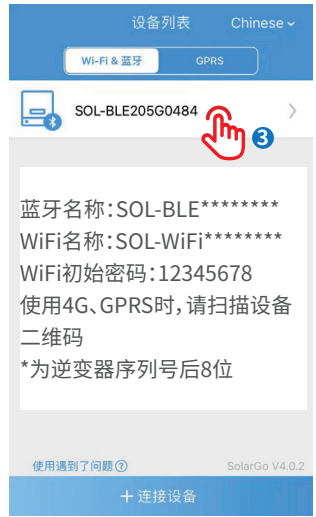 设备列表 Chinese
Wi-Fi & 蓝牙 GPRS
SOL-BLE205G0484
3
蓝牙名称:SOL-BLE********
WiFi名称:SOL-WiFi********
WiFi初始密码:12345678
使用4G、GPRS时,请扫描设备
二维码
*为逆变器序列号后8位
使用遇到了问题? SolarGo V4.0.2
+ 连接设备